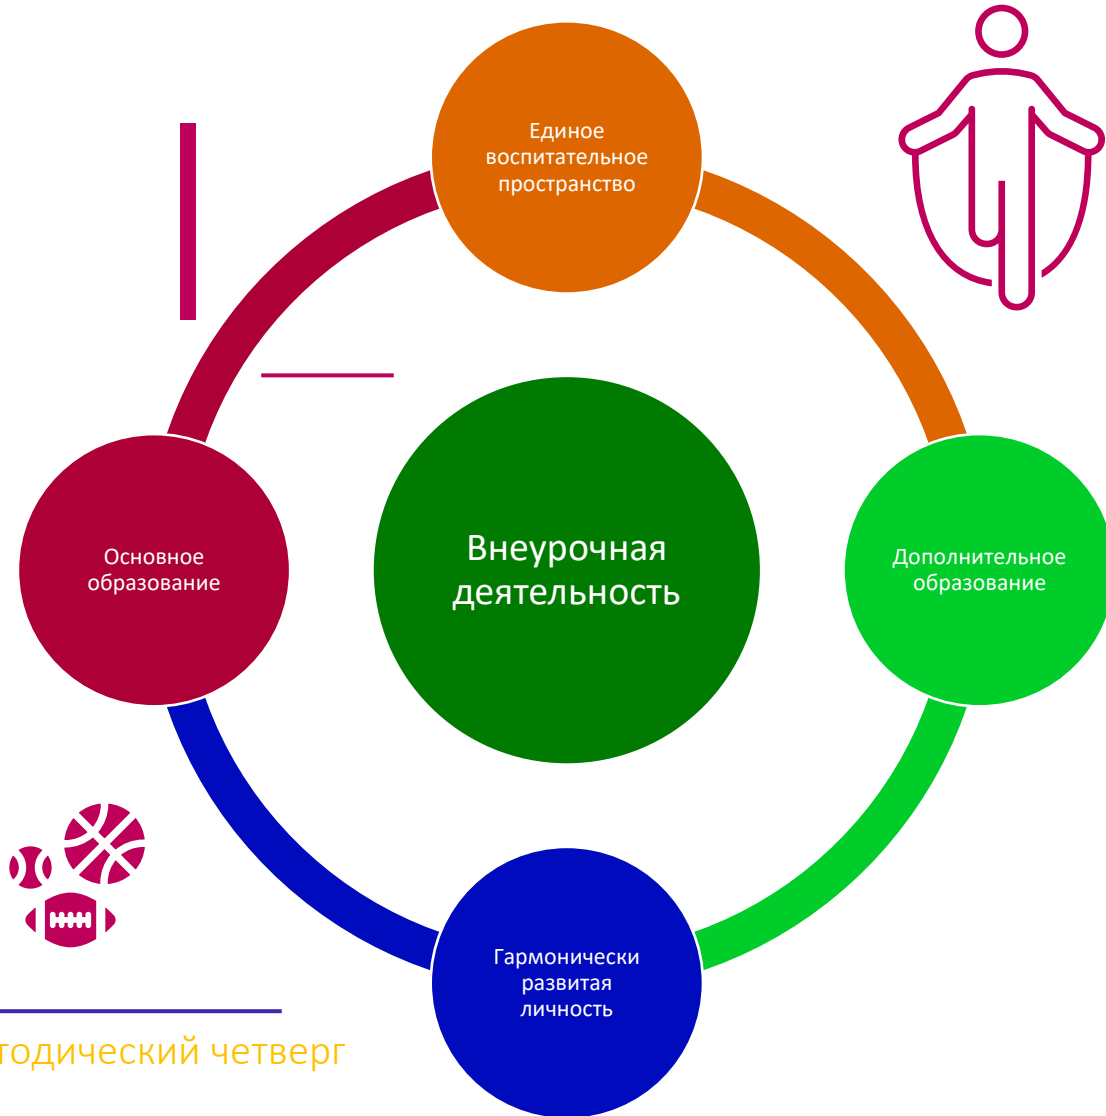 Единое
воспитательное
пространство
Основное
образование
Внеурочная
деятельность
Дополнительное
образование
Гармонически
развитая
личность
тодический четверг